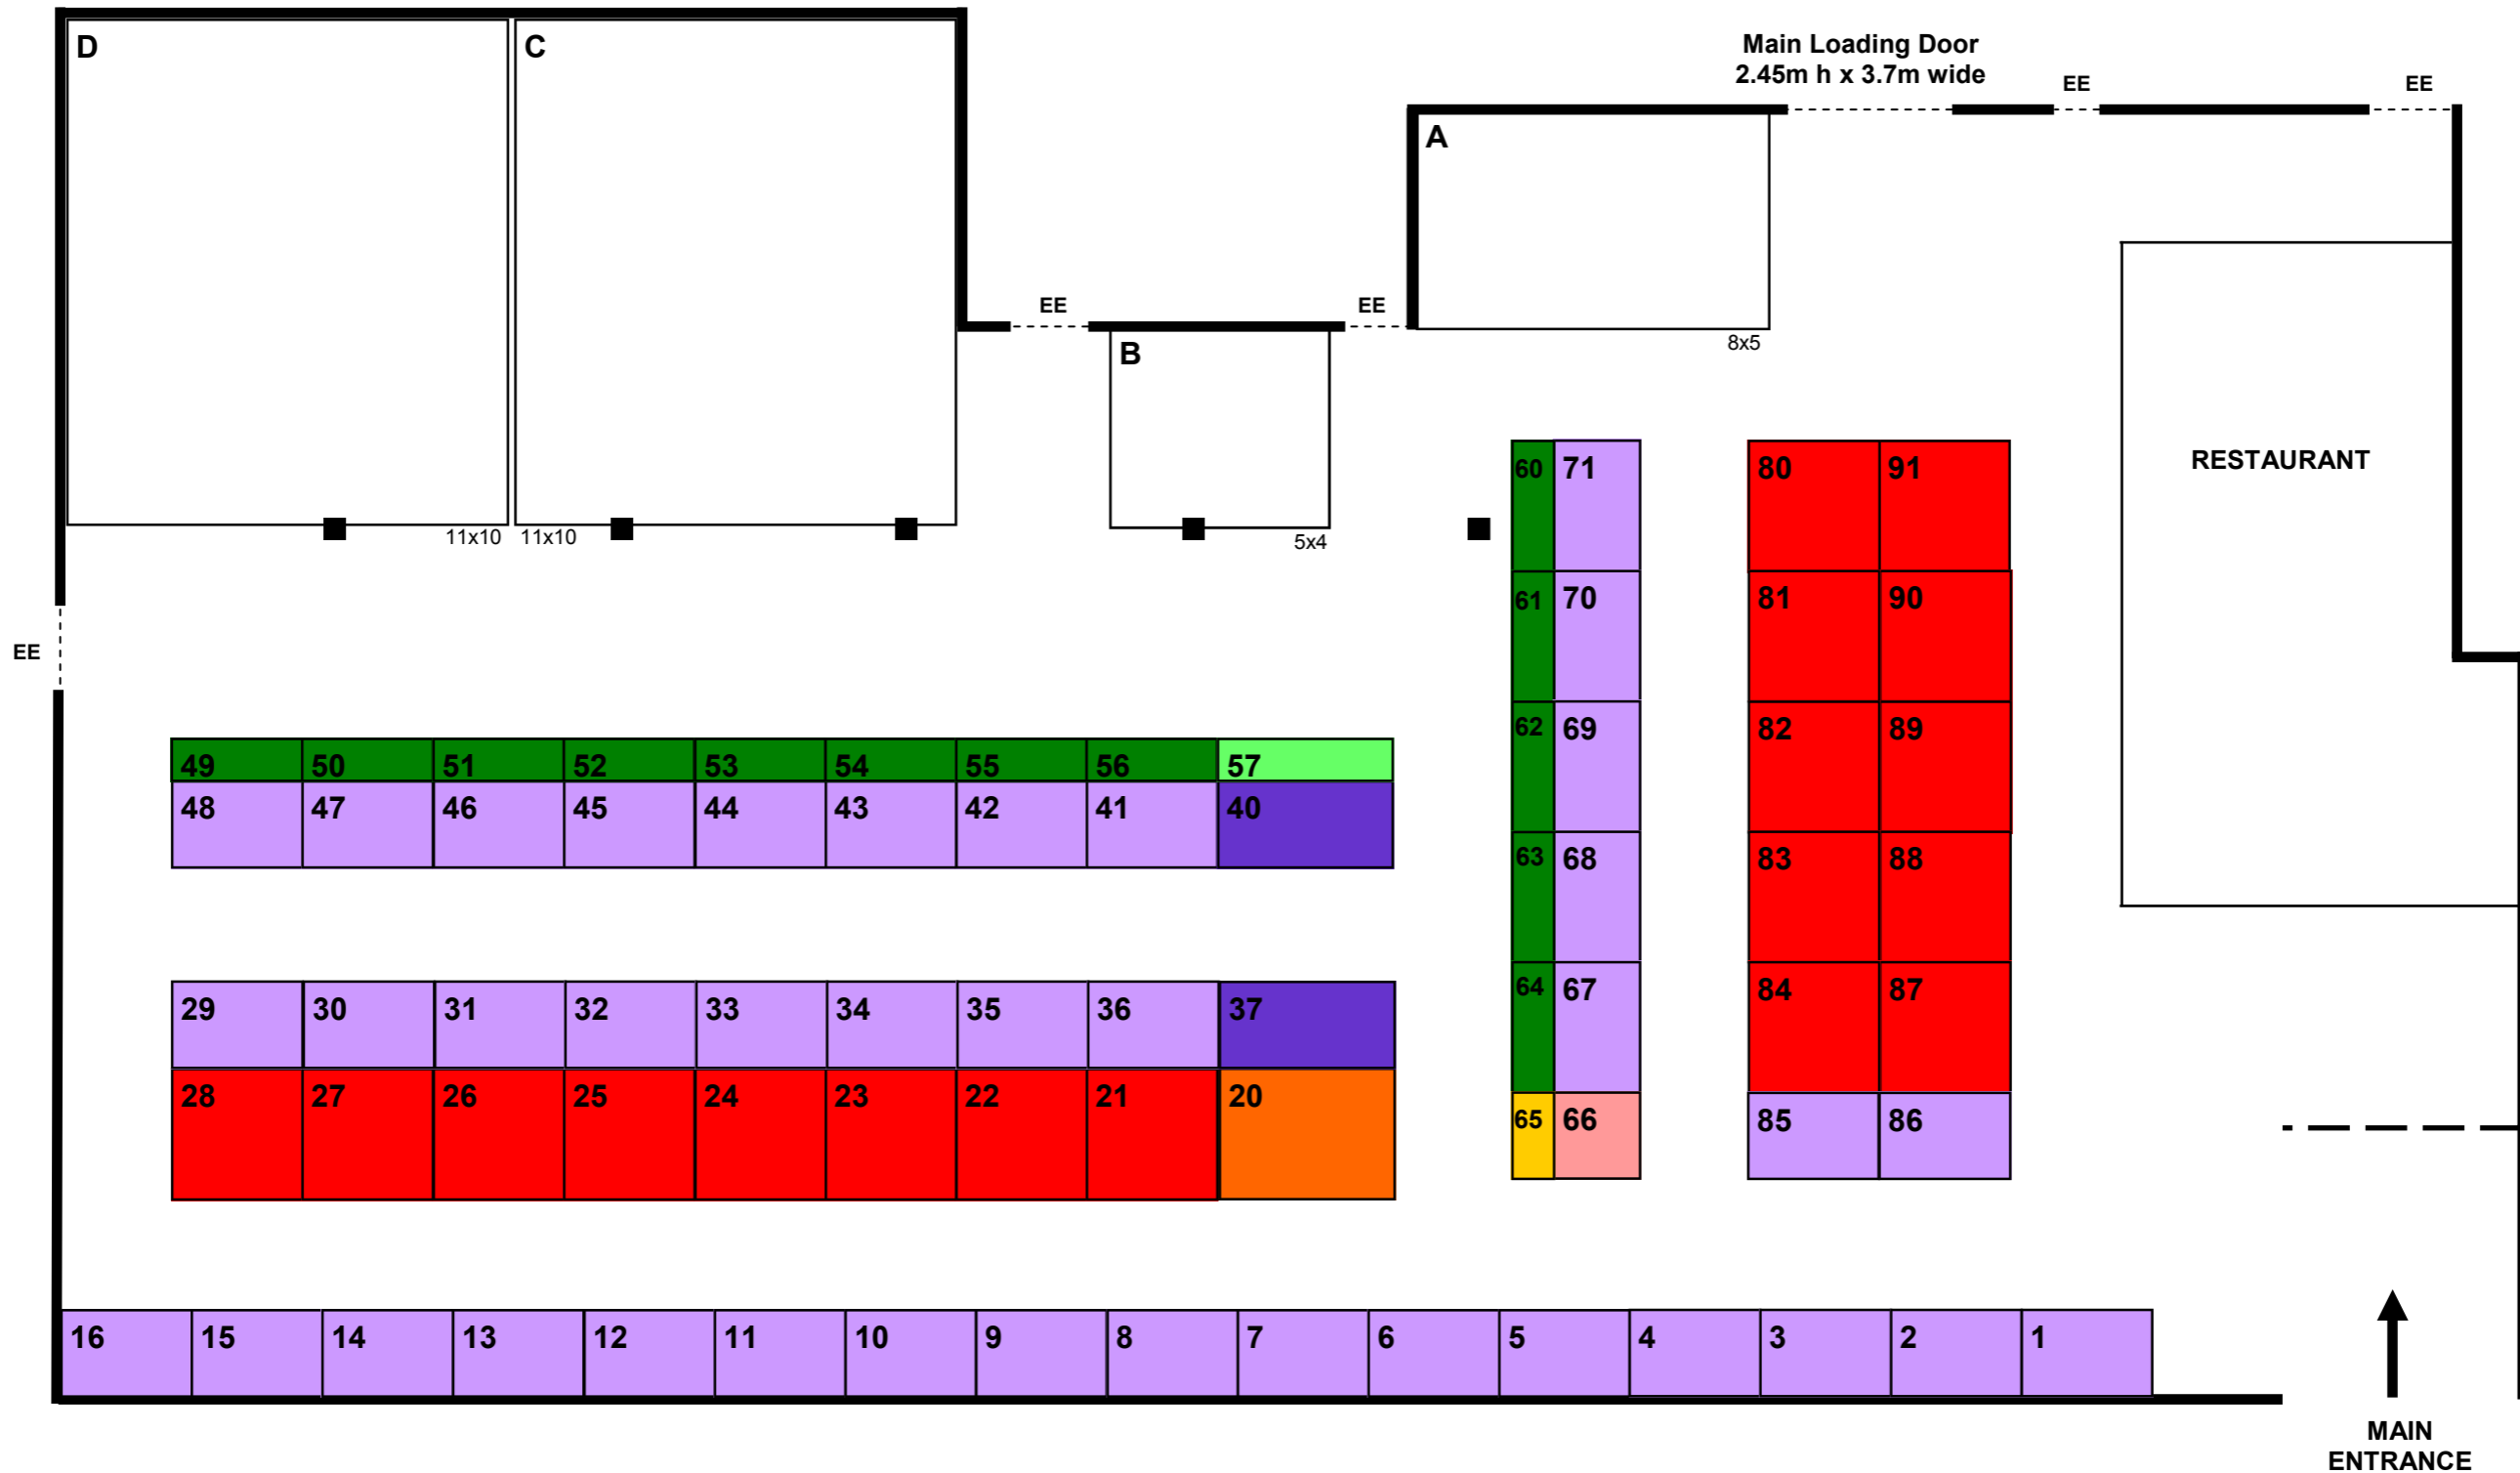 D
C
Main Loading Door
2.45m h x 3.7m wide
EE
EE
A
EE
EE
B
8x5
RESTAURANT
11x10
11x10
5x4
EE
60 71 80 91
61 70 81 90
62 69 82 89
49 50 51 52 53 54 55 56 57
48 47 46 45 44 43 42 41 40
63 68 83 88
64 67 84 87
29 30 31 32 33 34 35 36 37
28 27 26 25 24 23 22 21 20
65 66 85 86
16 15 14 13 12 11 10 9 8 7 6 5 4 3 2 1
MAIN
ENTRANCE